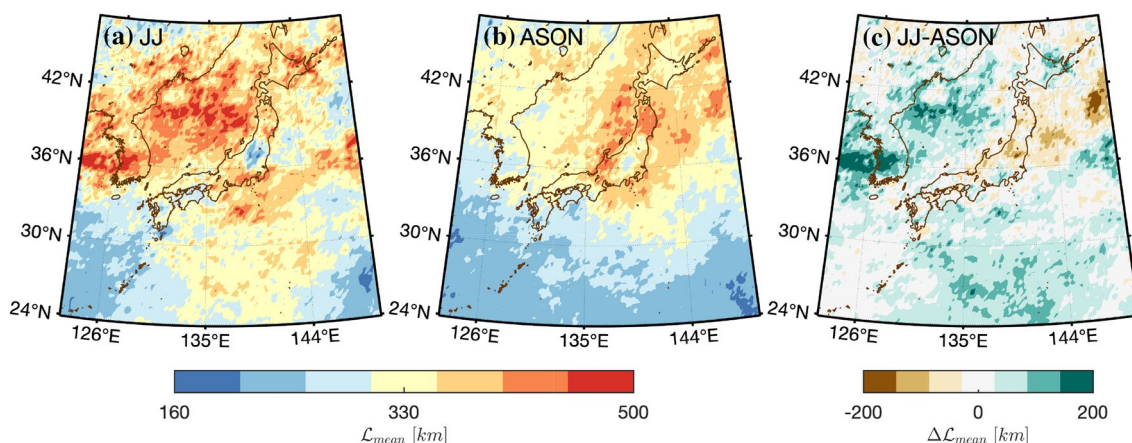 (a) JJ
(b) ASON
(c) JJ-ASON
42°N
36°N
30°N
24°N
126°E
135°E
144°E
42°N
36°N
30°N
24°N
126°E
135°E
144°E
42°N
36°N
30°N
24°N
126°E
135°E
144°E
160
330
500
ℒmean [km]
-200
0
200
Δℒmean [km]